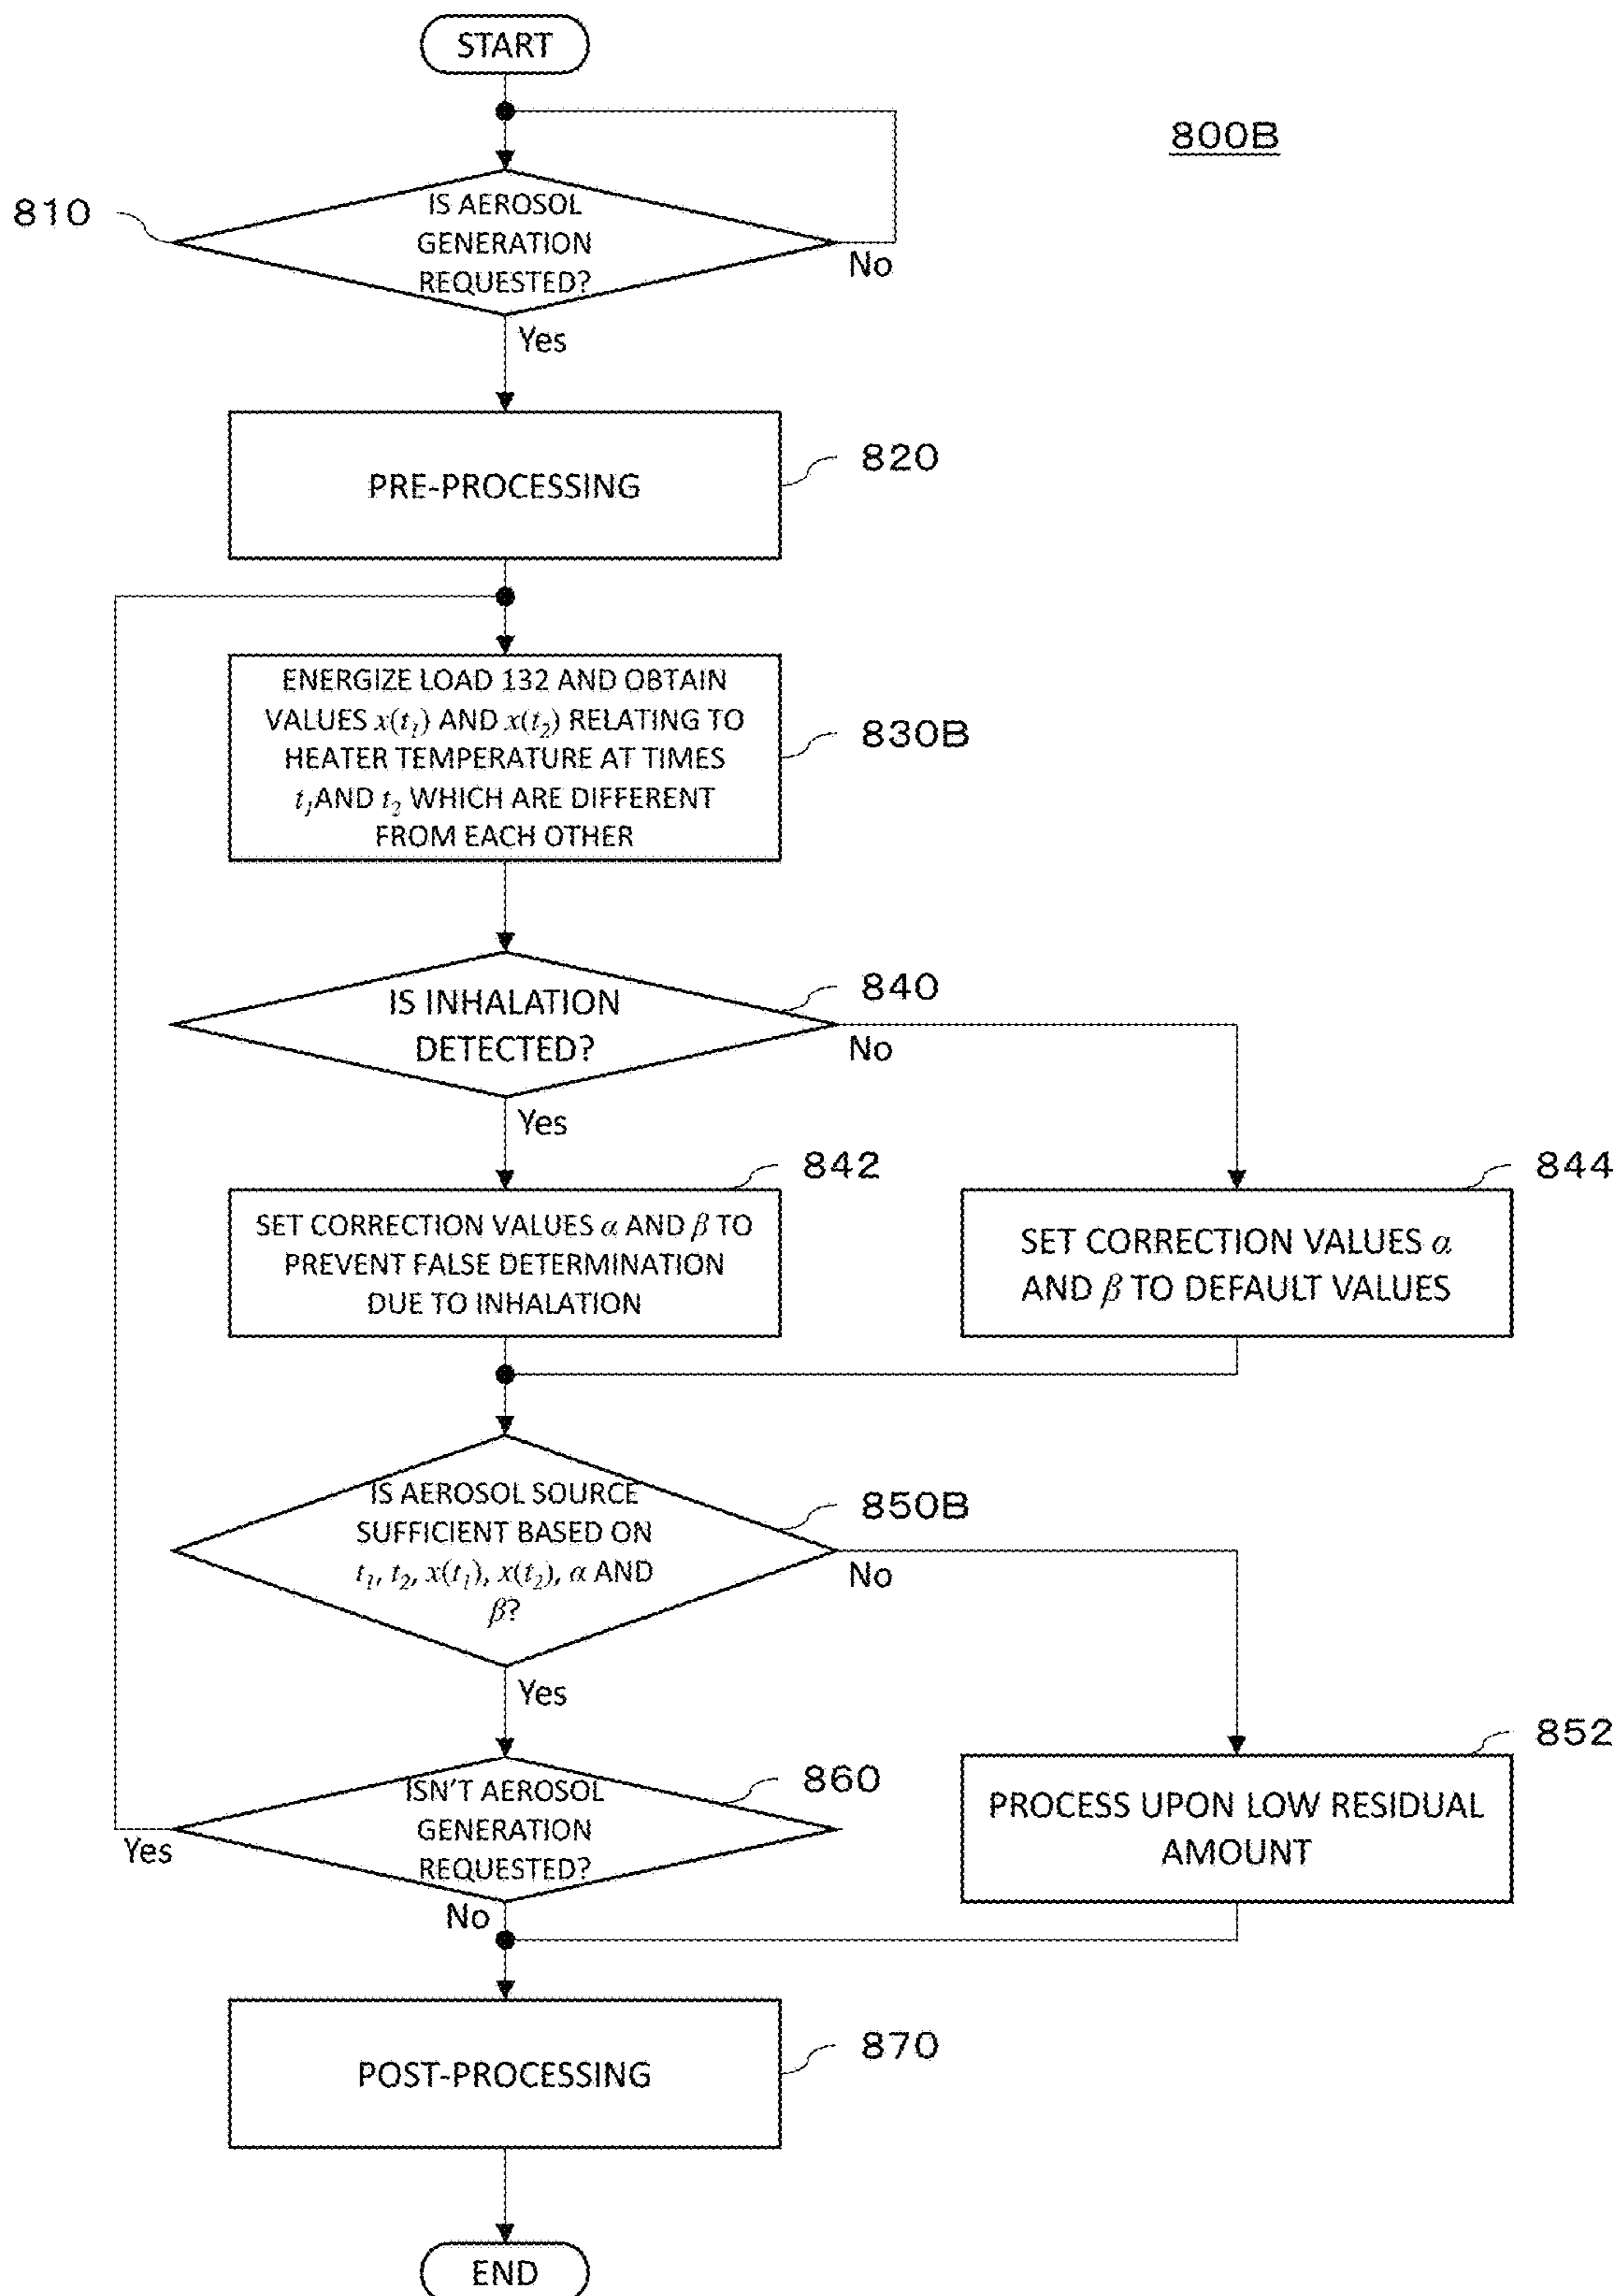 START
800B
810
IS AEROSOL
GENERATION
REQUESTED?
No
Yes
PRE-PROCESSING
820
ENERGIZE LOAD 132 AND OBTAIN
VALUES x(t1) AND x(t2) RELATING TO
HEATER TEMPERATURE AT TIMES
t1 AND t2 WHICH ARE DIFFERENT
FROM EACH OTHER
830B
IS INHALATION
DETECTED?
840
No
Yes
842
SET CORRECTION VALUES α AND β TO
PREVENT FALSE DETERMINATION
DUE TO INHALATION
844
SET CORRECTION VALUES α
AND β TO DEFAULT VALUES
IS AEROSOL SOURCE
SUFFICIENT BASED ON
t1, t2, x(t1), x(t2), α AND
β?
850B
No
Yes
852
PROCESS UPON LOW RESIDUAL
AMOUNT
860
ISN'T AEROSOL
GENERATION
REQUESTED?
Yes
No
POST-PROCESSING
870
END